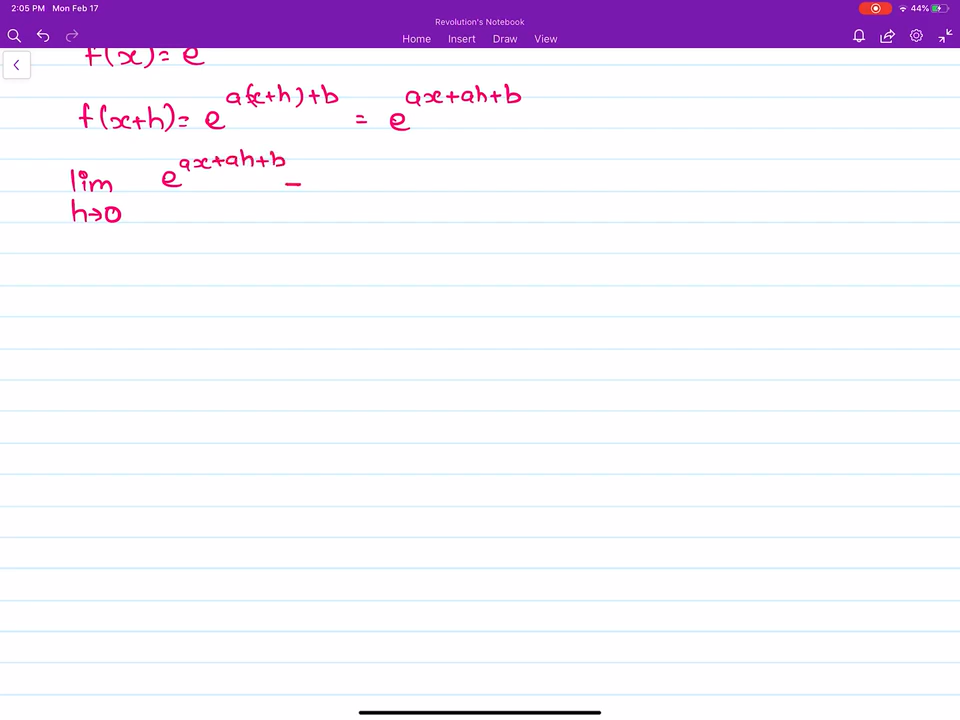 2:05 PM Mon Feb 17
44%
Revolution's Notebook
Home Insert Draw View
f(x) = e
f(x+h) = e^{a(x+h)+b} = e^{ax+ah+b}
lim e^{ax+ah+b} −
h→0